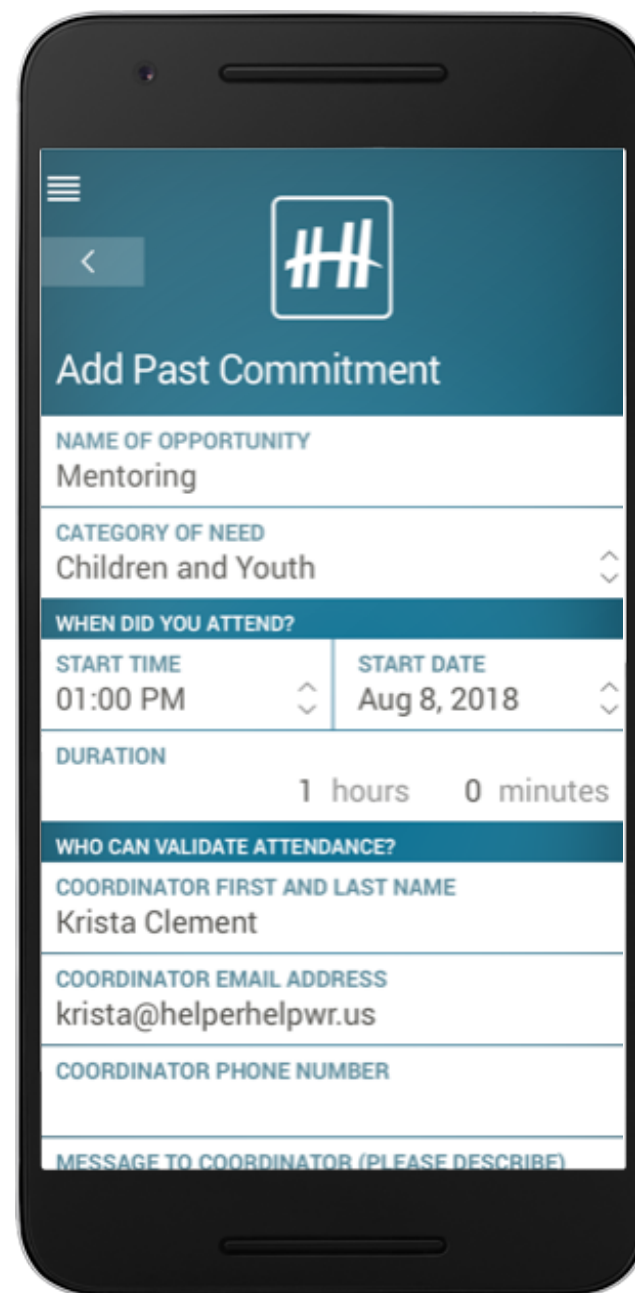 Add Past Commitment
NAME OF OPPORTUNITY
Mentoring
CATEGORY OF NEED
Children and Youth
WHEN DID YOU ATTEND?
START TIME START DATE
01:00 PM Aug 8, 2018
DURATION
1 hours 0 minutes
WHO CAN VALIDATE ATTENDANCE?
COORDINATOR FIRST AND LAST NAME
Krista Clement
COORDINATOR EMAIL ADDRESS
krista@helperhelpwr.us
COORDINATOR PHONE NUMBER
MESSAGE TO COORDINATOR (PLEASE DESCRIBE)